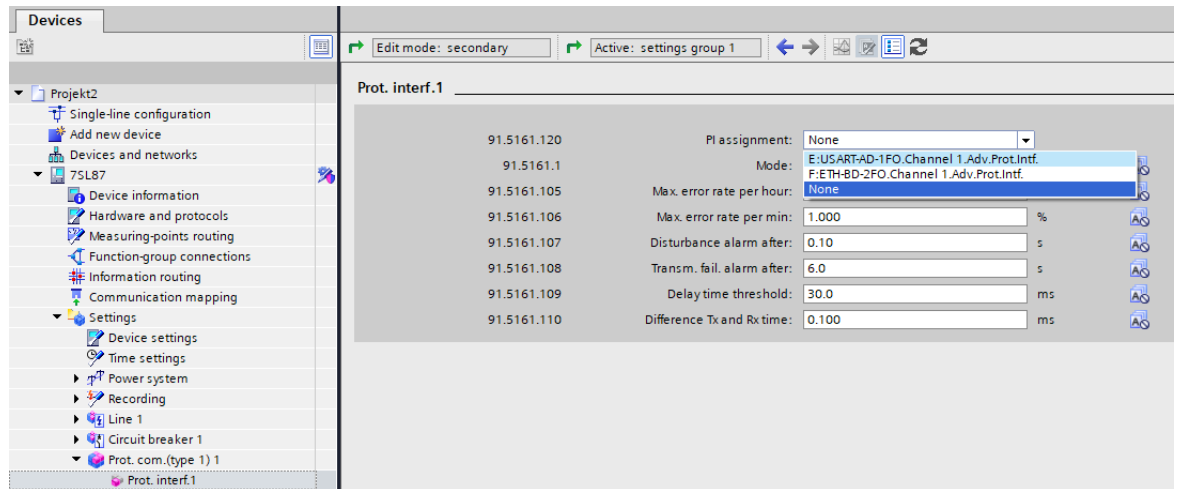 Devices
Edit mode: secondary
Active: settings group 1
Projekt2
Single-line configuration
Add new device
Devices and networks
7SL87
Device information
Hardware and protocols
Measuring-points routing
Function-group connections
Information routing
Communication mapping
Settings
Device settings
Time settings
Power system
Recording
Line 1
Circuit breaker 1
Prot. com.(type 1) 1
Prot. interf.1
Prot. interf.1
91.5161.120 PI assignment: None
E:USART-AD-1FO.Channel 1.Adv.Prot.Intf.
F:ETH-BD-2FO.Channel 1.Adv.Prot.Intf.
None
91.5161.1 Mode:
91.5161.105 Max. error rate per hour:
91.5161.106 Max. error rate per min: 1.000 %
91.5161.107 Disturbance alarm after: 0.10 s
91.5161.108 Transm. fail. alarm after: 6.0 s
91.5161.109 Delay time threshold: 30.0 ms
91.5161.110 Difference Tx and Rx time: 0.100 ms